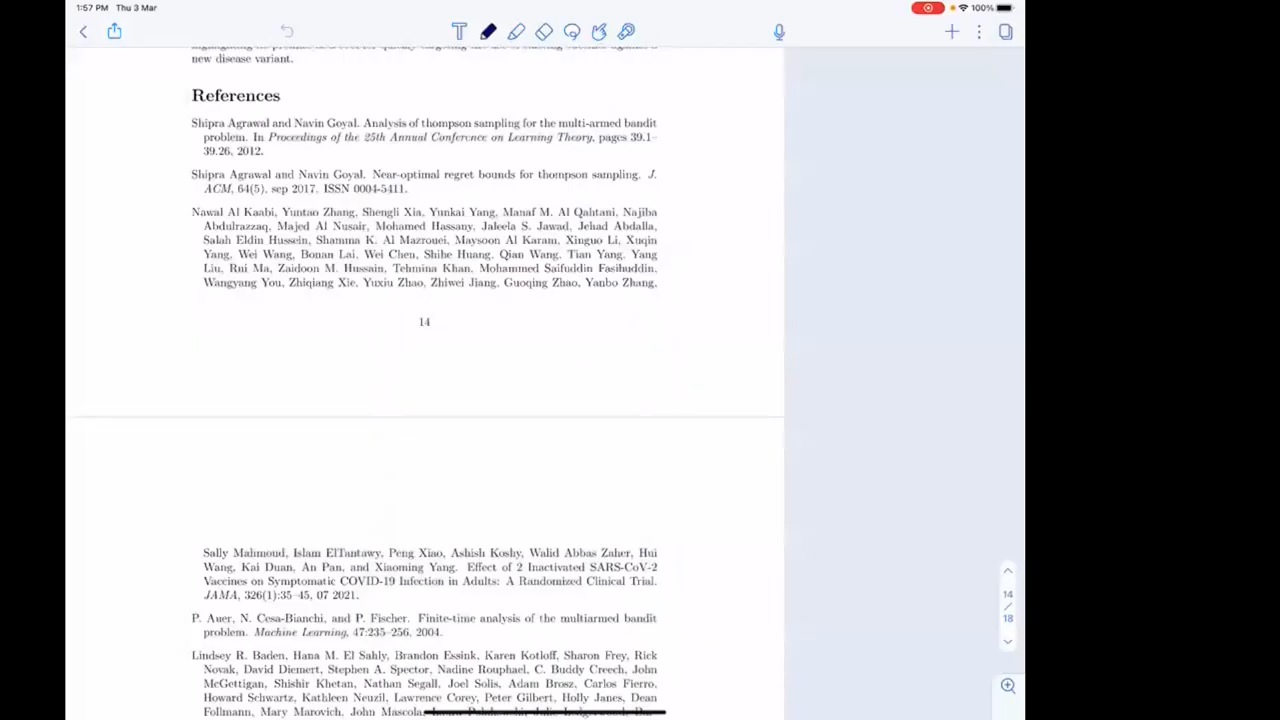 1:57 PM Thu 3 Mar
100%
new disease variant.
References
Shipra Agrawal and Navin Goyal. Analysis of thompson sampling for the multi-armed bandit
problem. In Proceedings of the 25th Annual Conference on Learning Theory, pages 39.1–
39.26, 2012.
Shipra Agrawal and Navin Goyal. Near-optimal regret bounds for thompson sampling. J.
ACM, 64(5), sep 2017. ISSN 0004-5411.
Nawal Al Kaabi, Yuntao Zhang, Shengli Xia, Yunkai Yang, Manaf M. Al Qahtani, Najiba
Abdulrazzaq, Majed Al Nusair, Mohamed Hassany, Jaleela S. Jawad, Jehad Abdalla,
Salah Eldin Hussein, Shamma K. Al Mazrouei, Maysoon Al Karam, Xinguo Li, Xuqin
Yang, Wei Wang, Bonan Lai, Wei Chen, Shihe Huang, Qian Wang, Tian Yang, Yang
Liu, Rui Ma, Zaidoon M. Hussain, Tehmina Khan, Mohammed Saifuddin Fasihuddin,
Wangyang You, Zhiqiang Xie, Yuxiu Zhao, Zhiwei Jiang, Guoqing Zhao, Yanbo Zhang,
14
Sally Mahmoud, Islam ElTantawy, Peng Xiao, Ashish Koshy, Walid Abbas Zaher, Hui
Wang, Kai Duan, An Pan, and Xiaoming Yang. Effect of 2 Inactivated SARS-CoV-2
Vaccines on Symptomatic COVID-19 Infection in Adults: A Randomized Clinical Trial.
JAMA, 326(1):35–45, 07 2021.
P. Auer, N. Cesa-Bianchi, and P. Fischer. Finite-time analysis of the multiarmed bandit
problem. Machine Learning, 47:235–256, 2004.
Lindsey R. Baden, Hana M. El Sahly, Brandon Essink, Karen Kotloff, Sharon Frey, Rick
Novak, David Diemert, Stephen A. Spector, Nadine Rouphael, C. Buddy Creech, John
McGettigan, Shishir Khetan, Nathan Segall, Joel Solis, Adam Brosz, Carlos Fierro,
Howard Schwartz, Kathleen Neuzil, Lawrence Corey, Peter Gilbert, Holly Janes, Dean
Follmann, Mary Marovich, John Mascola,
14
/
18